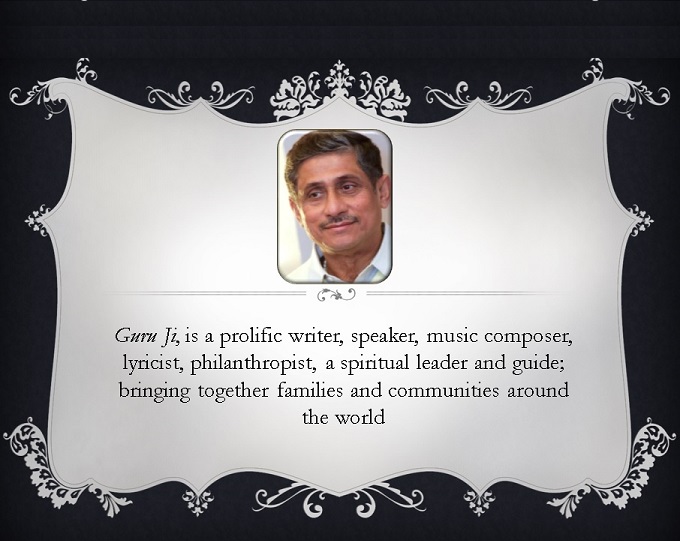 Guru Ji, is a prolific writer, speaker, music composer,
lyricist, philanthropist, a spiritual leader and guide;
bringing together families and communities around
the world